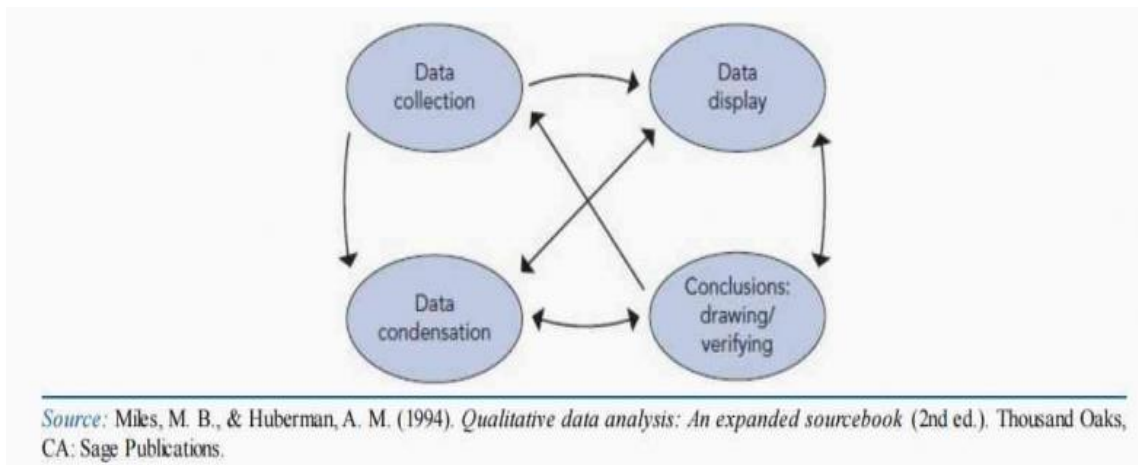 Data
collection
Data
display
Data
condensation
Conclusions:
drawing/
verifying
Source: Miles, M. B., & Huberman, A. M. (1994). Qualitative data analysis: An expanded sourcebook (2nd ed.). Thousand Oaks,
CA: Sage Publications.